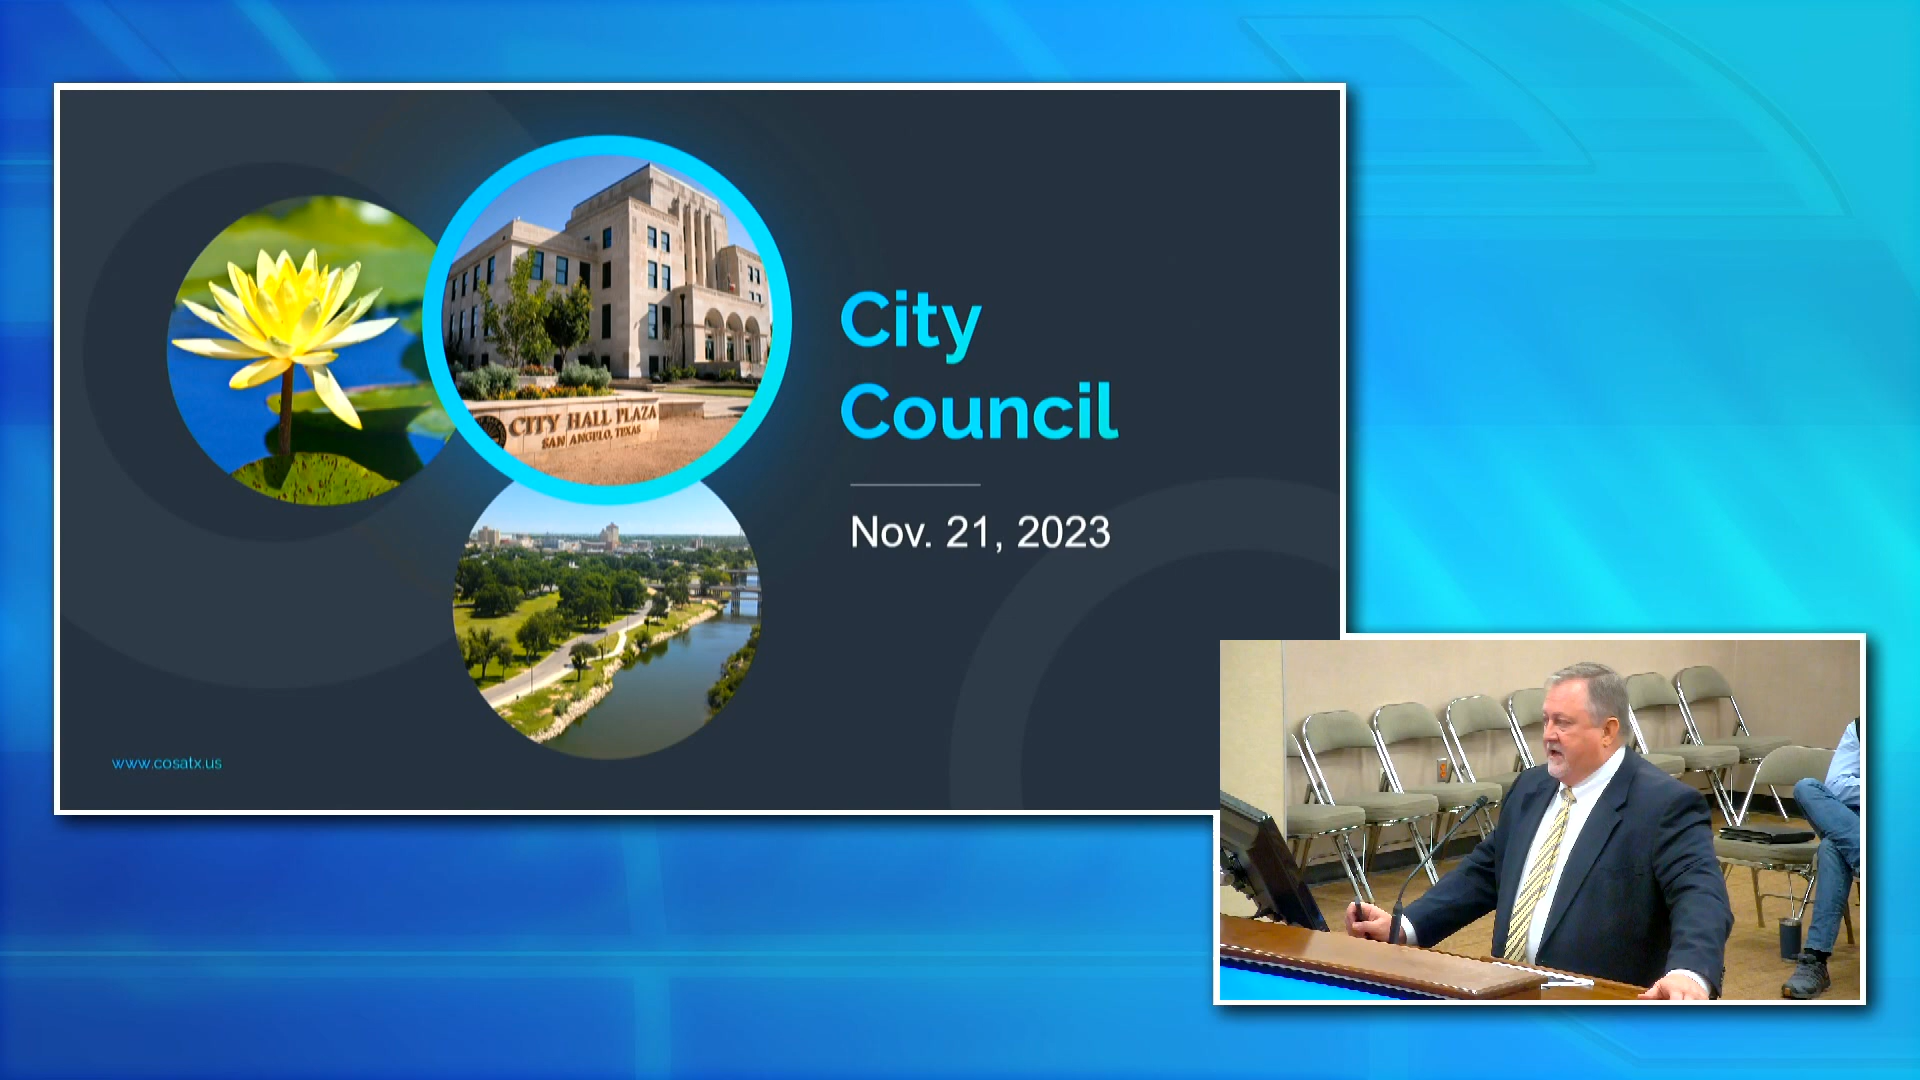 CITY HALL PLAZA
SAN ANGELO, TEXAS
City
Council
Nov. 21, 2023
www.cosatx.us